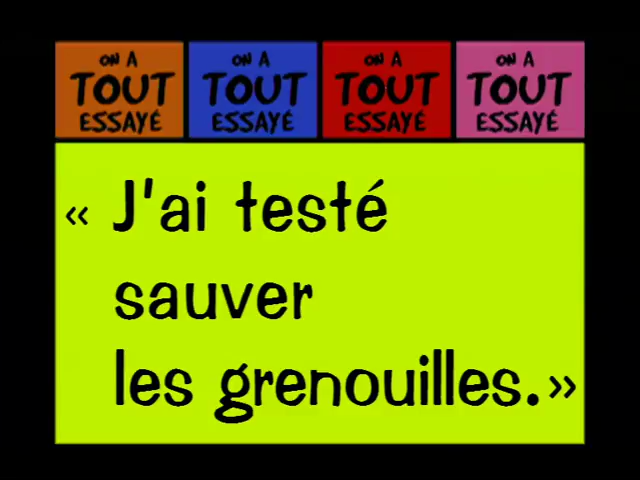 ON A TOUT ESSAYÉ ON A TOUT ESSAYÉ ON A TOUT ESSAYÉ ON A TOUT ESSAYÉ
« J'ai testé
sauver
les grenouilles.»